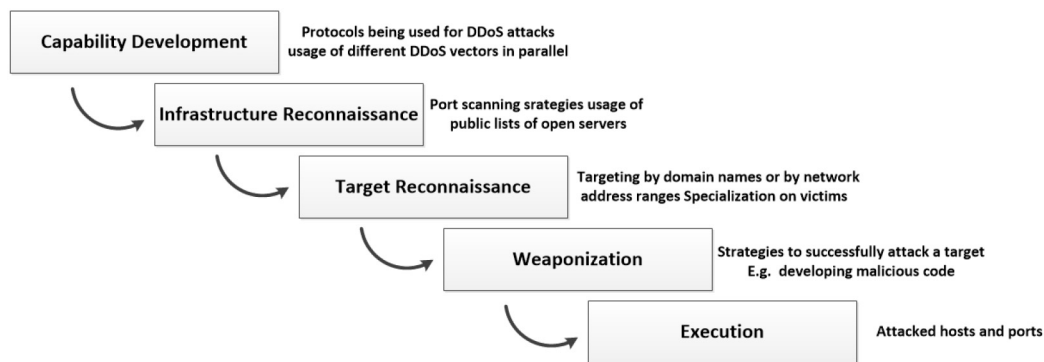 Capability Development
Protocols being used for DDoS attacks
usage of different DDoS vectors in parallel
Infrastructure Reconnaissance
Port scanning srategies usage of
public lists of open servers
Target Reconnaissance
Targeting by domain names or by network
address ranges Specialization on victims
Weaponization
Strategies to successfully attack a target
E.g. developing malicious code
Execution
Attacked hosts and ports